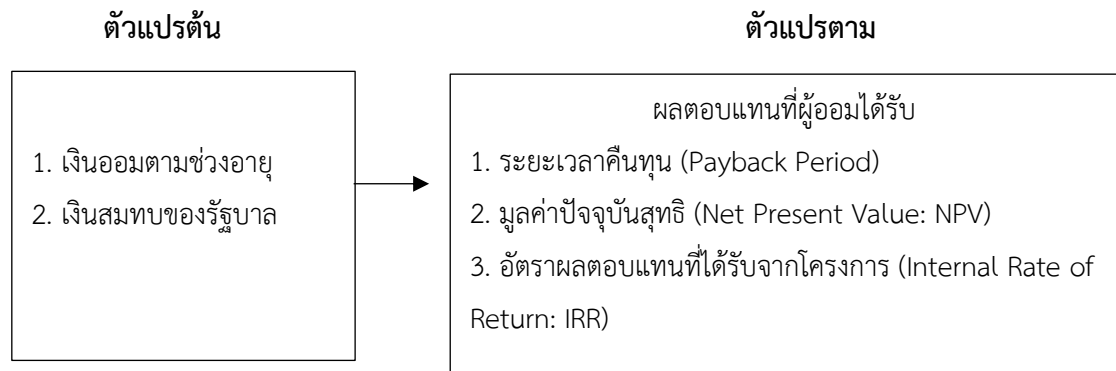 ตัวแปรต้น
ตัวแปรตาม
1. เงินออมตามช่วงอายุ
2. เงินสมทบของรัฐบาล
ผลตอบแทนที่ผู้ออมได้รับ
1. ระยะเวลาคืนทุน (Payback Period)
2. มูลค่าปัจจุบันสุทธิ (Net Present Value: NPV)
3. อัตราผลตอบแทนที่ได้รับจากโครงการ (Internal Rate of
Return: IRR)